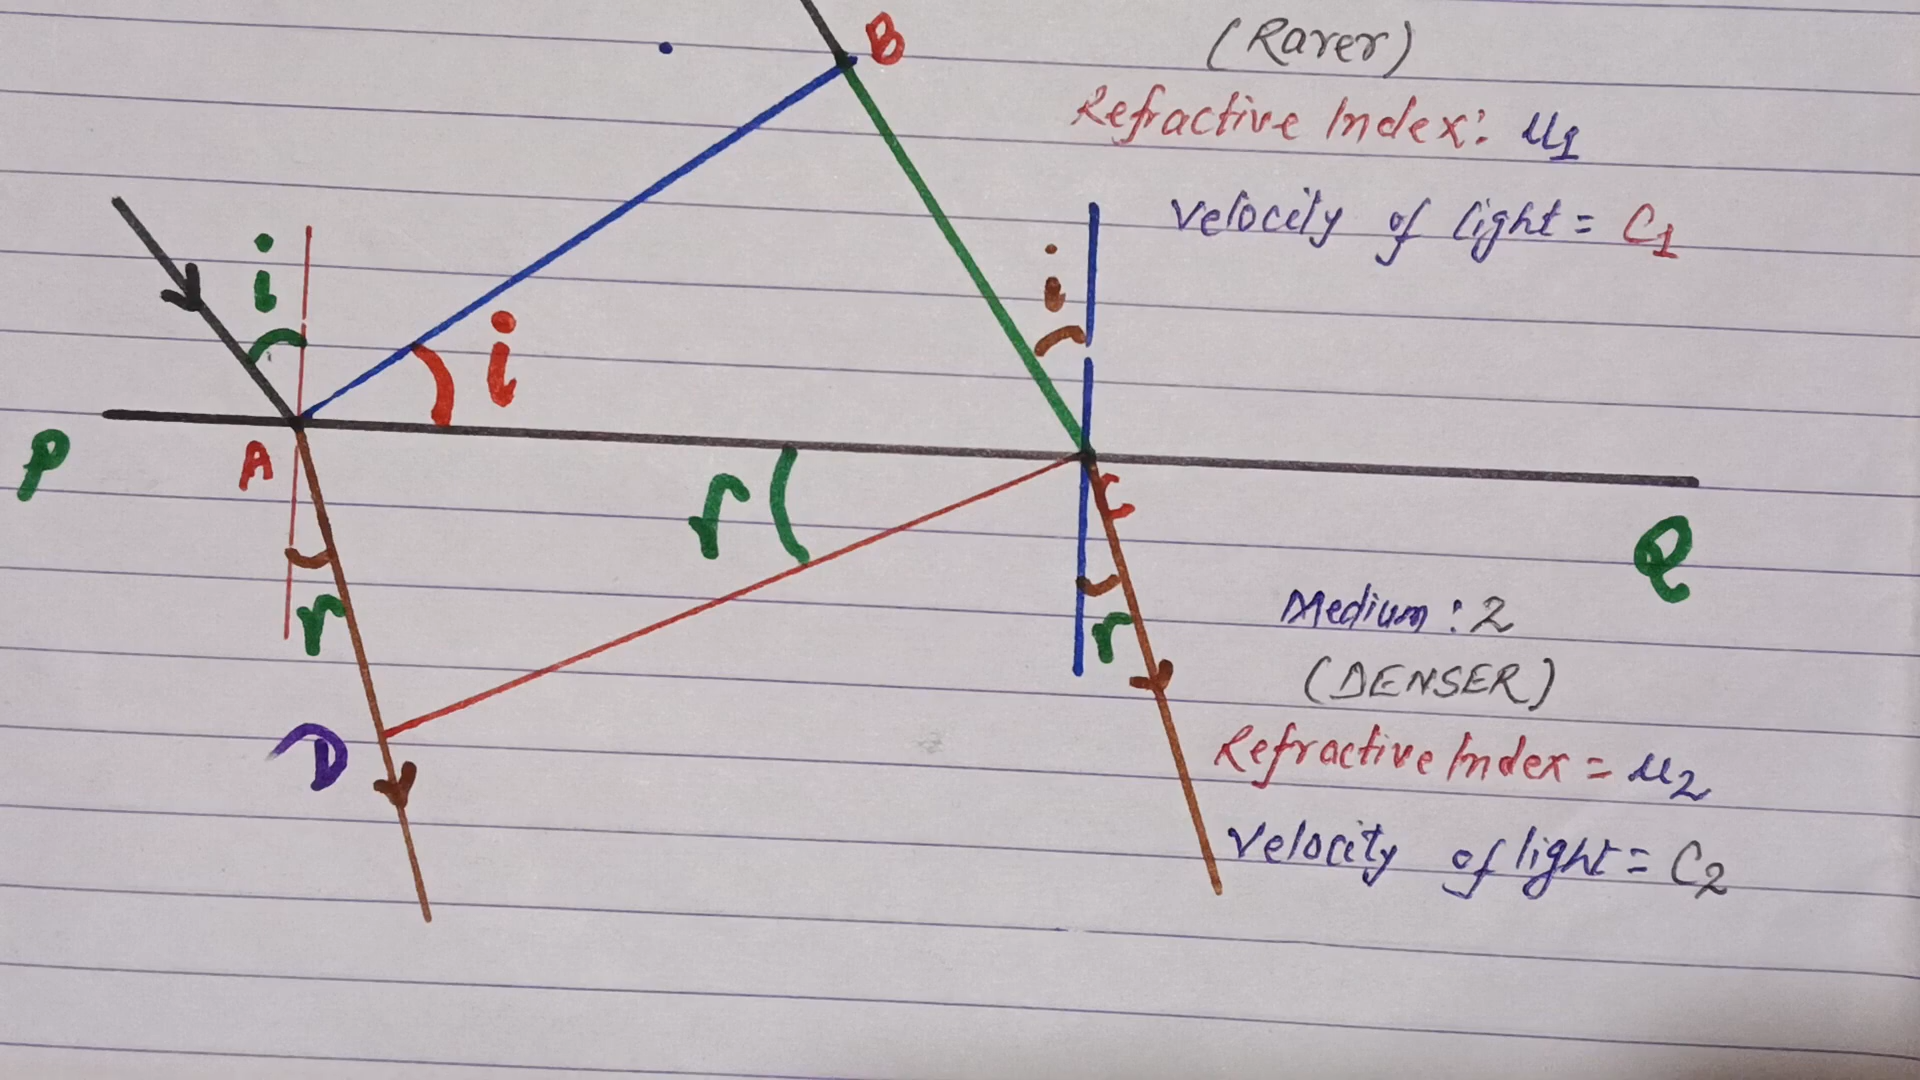 B
(Rarer)
Refractive Index: μ1
Velocity of light = C1
i
i
i
P
A
r
C
Q
r
r
D
Medium: 2
(DENSER)
Refractive Index = μ2
Velocity of light = C2